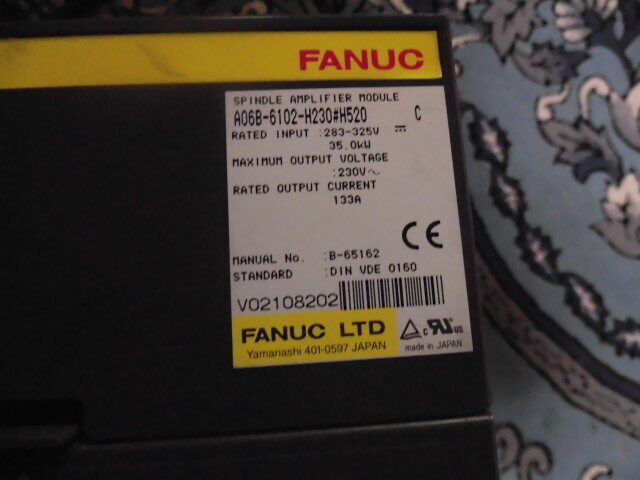 FANUC
SPINDLE AMPLIFIER MODULE
A06B-6102-H230#H520 C
RATED INPUT :283-325V ⎓
35.0kW
MAXIMUM OUTPUT VOLTAGE
:230V～
RATED OUTPUT CURRENT
133A
CE
MANUAL No. :B-65162
STANDARD :DIN VDE 0160
V02108202
FANUC LTD
Yamanashi 401-0597 JAPAN
c RU us
made in JAPAN